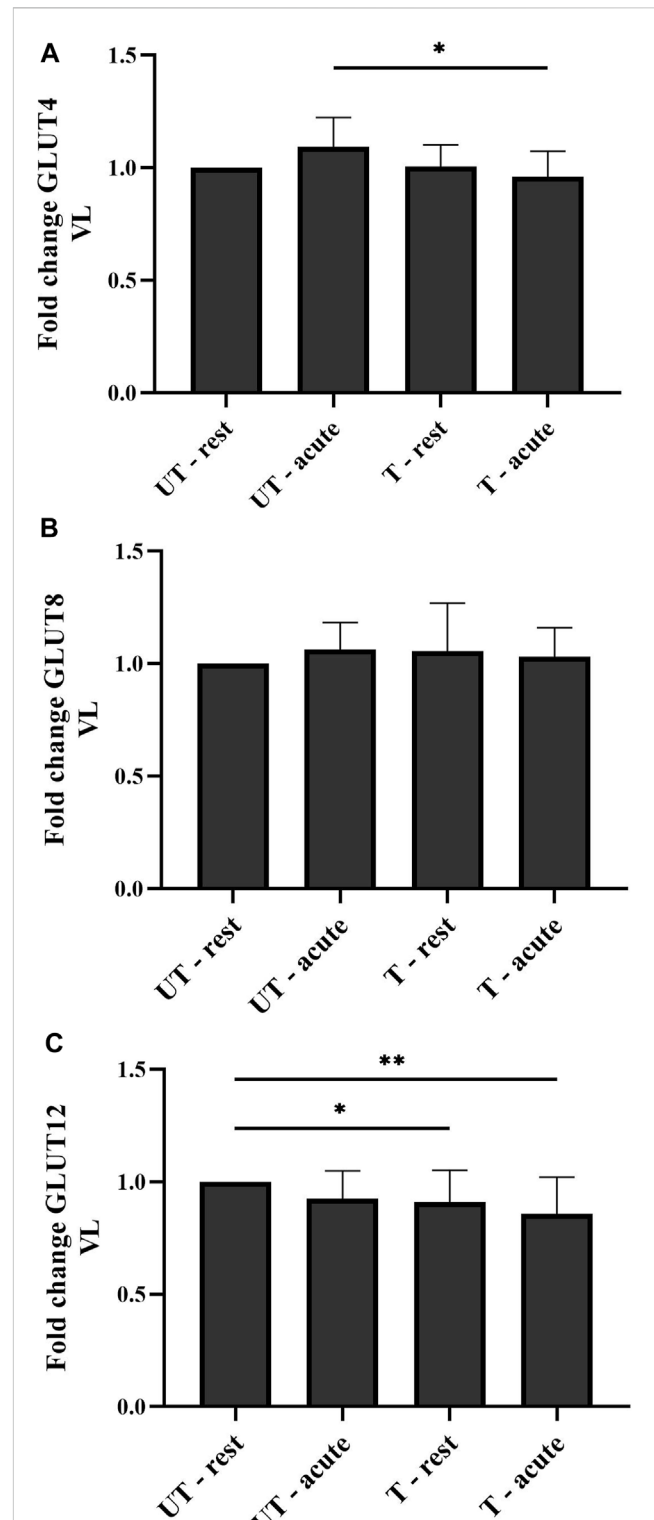 A
*
1.5
1.0
0.5
0.0
Fold change GLUT4
VL
UT - rest
UT - acute
T - rest
T - acute
B
1.5
1.0
0.5
0.0
Fold change GLUT8
VL
UT - rest
UT - acute
T - rest
T - acute
C
**
*
1.5
1.0
0.5
0.0
Fold change GLUT12
VL
UT - rest
UT - acute
T - rest
T - acute